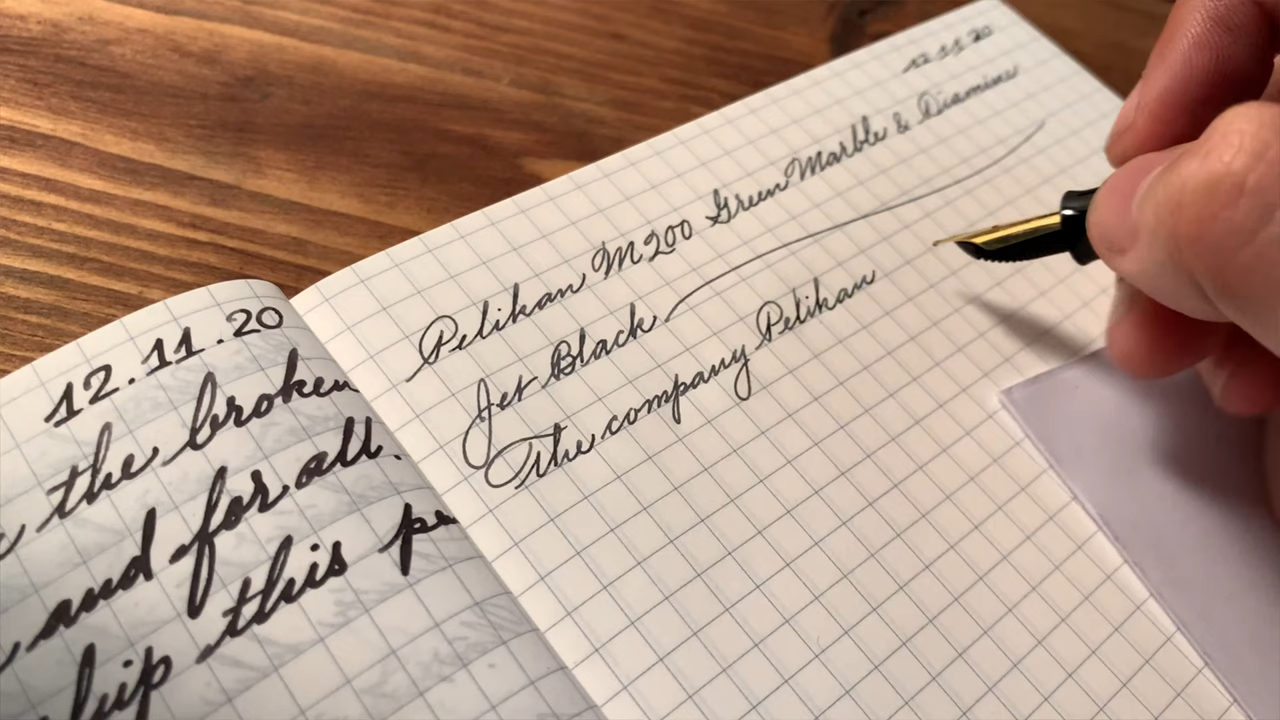 12.11.20
the broken
and for all.
this
12.11.20
Pelikan M200 Green Marble & Diamine
Jet Black
The company Pelikan